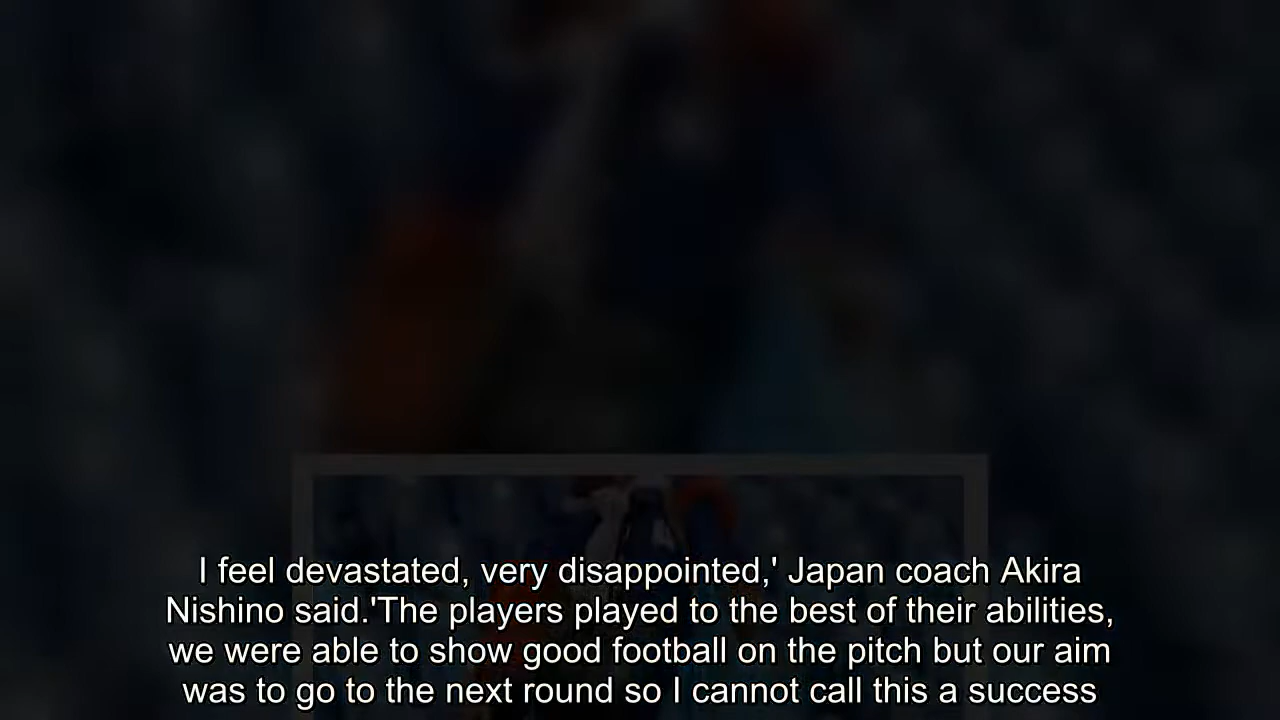 I feel devastated, very disappointed,' Japan coach Akira
Nishino said.'The players played to the best of their abilities,
we were able to show good football on the pitch but our aim
was to go to the next round so I cannot call this a success